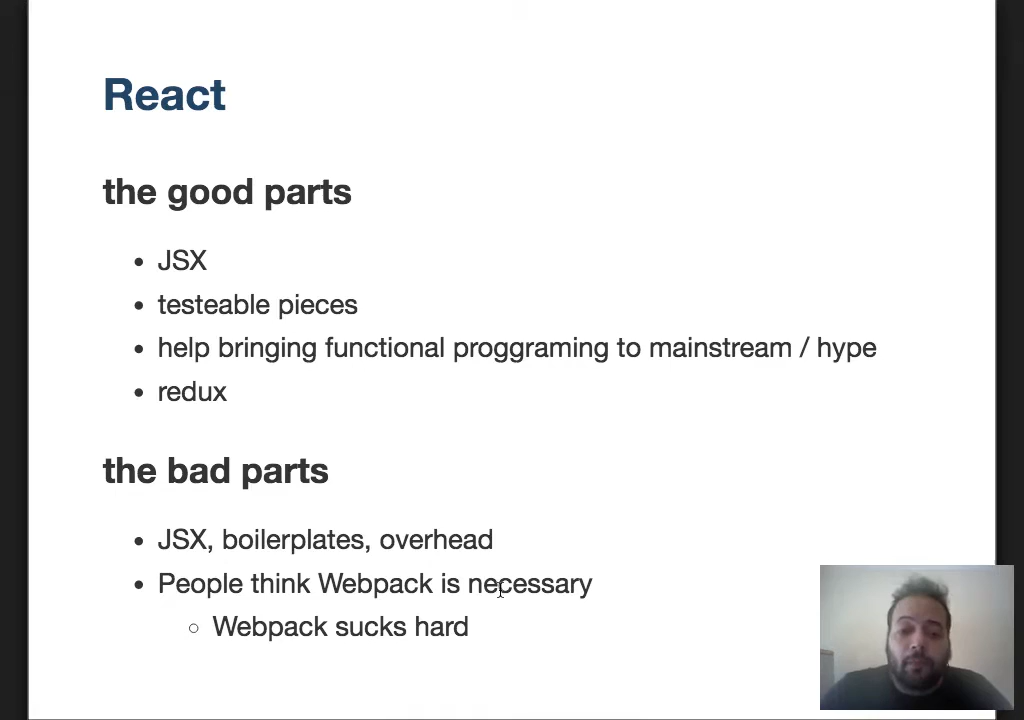 React
the good parts
JSX
testeable pieces
help bringing functional proggraming to mainstream / hype
redux
the bad parts
JSX, boilerplates, overhead
People think Webpack is necessary
Webpack sucks hard